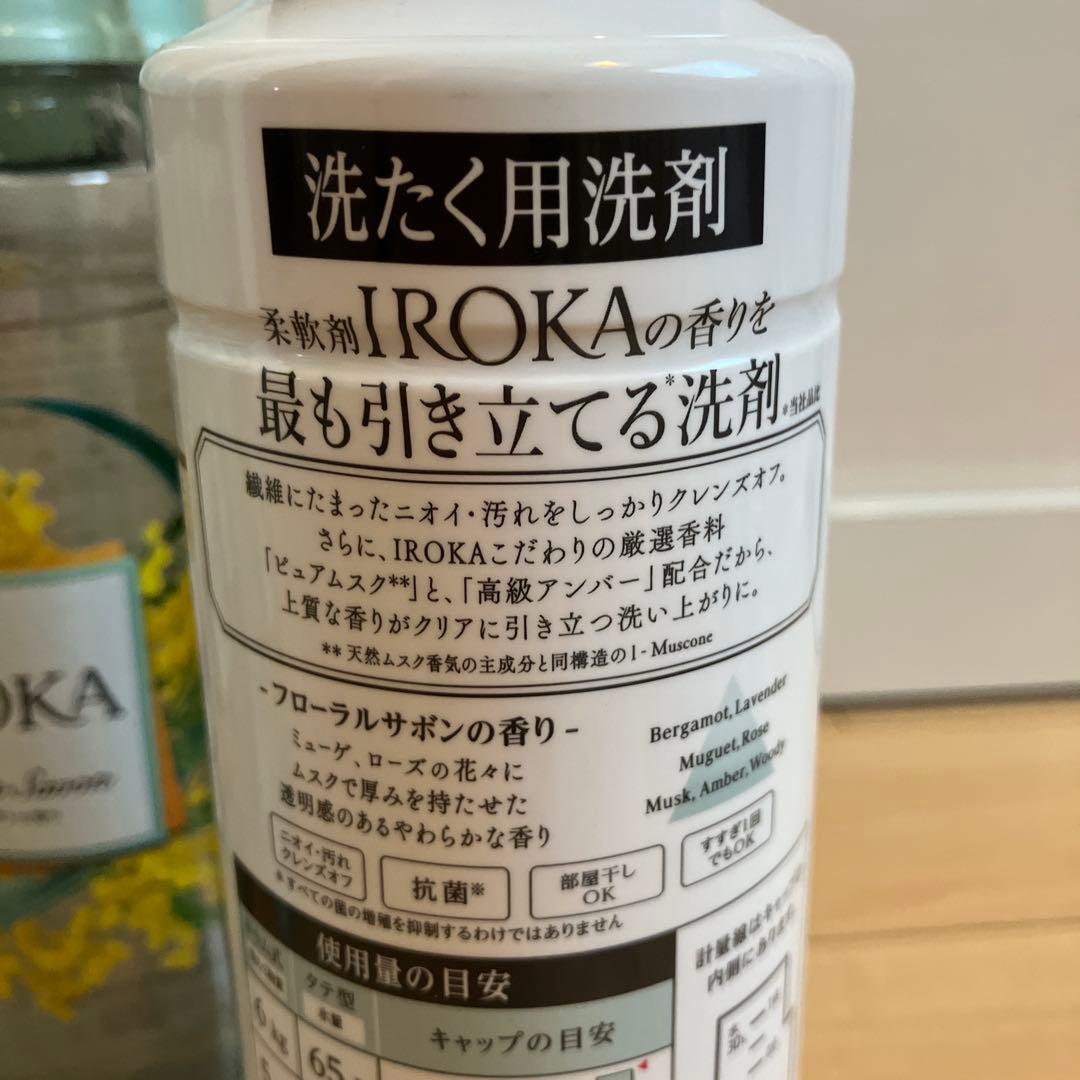 洗たく用洗剤
柔軟剤IROKAの香りを
最も引き立てる*洗剤 *当社品比
繊維にたまったニオイ・汚れをしっかりクレンズオフ。
さらに、IROKAこだわりの厳選香料
「ピュアムスク**」と、「高級アンバー」配合だから、
上質な香りがクリアに引き立つ洗い上がりに。
** 天然ムスク香気の主成分と同構造のl-Muscone
-フローラルサボンの香り-
ミューゲ、ローズの花々に
ムスクで厚みを持たせた
透明感のあるやわらかな香り
Bergamot, Lavender
Muguet, Rose
Musk, Amber, Woody
ニオイ・汚れ
クレンズオフ
抗菌※
部屋干し
OK
すすぎ1回
でもOK
※すべての菌の増殖を抑制するわけではありません
使用量の目安
タテ型
水量
キャップの目安
6kg
65
計量線はキャップの
内側にあります。
OKA